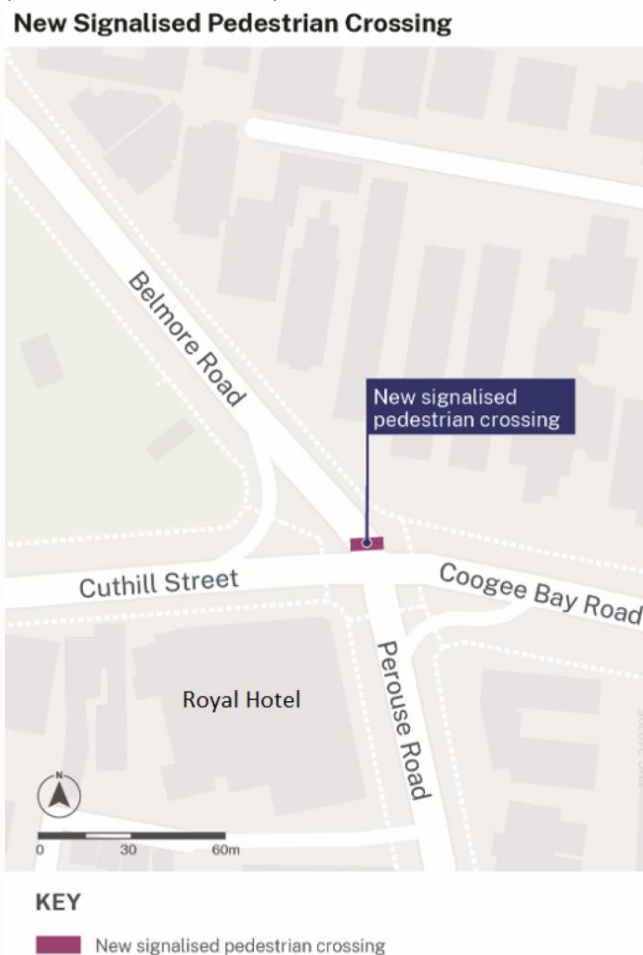 New Signalised Pedestrian Crossing
Belmore Road
New signalised
pedestrian crossing
Cuthill Street
Coogee Bay Road
Perouse Road
Royal Hotel
N
0 30 60m
KEY
New signalised pedestrian crossing